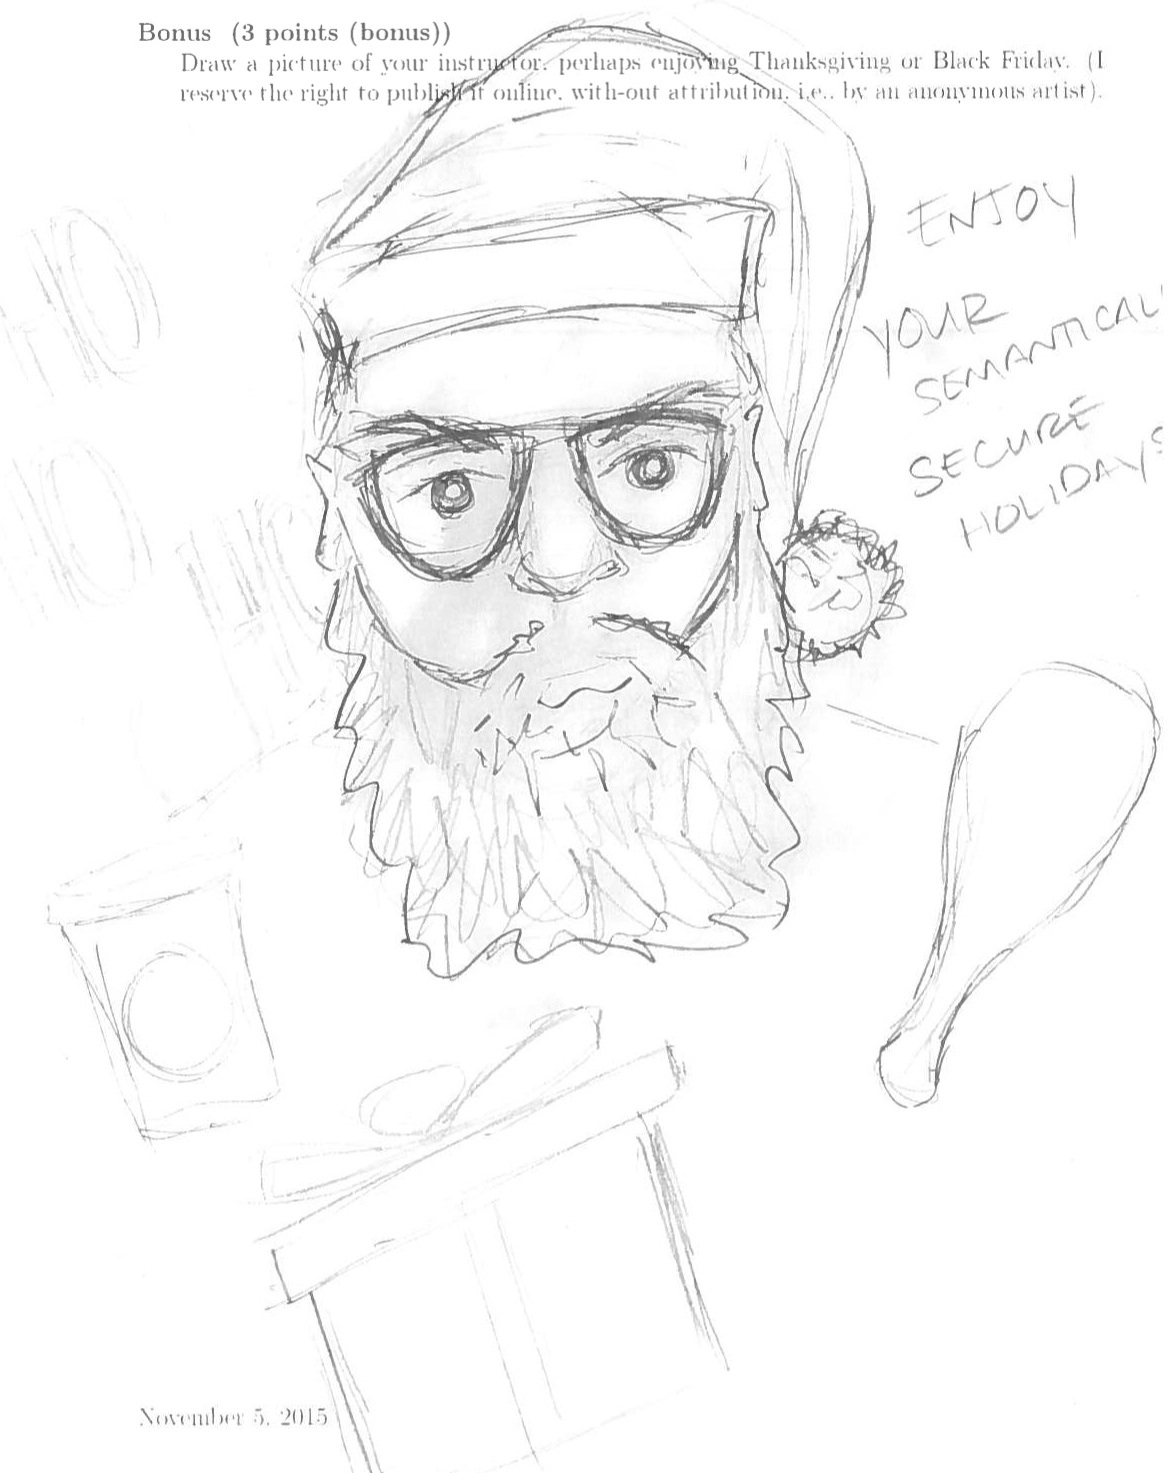 Bonus (3 points (bonus))
Draw a picture of your instructor, perhaps enjoying Thanksgiving or Black Friday. (I
reserve the right to publish it online, with-out attribution, i.e., by an anonymous artist).
ENJOY
YOUR
SEMANTICALL
SECURE
HOLIDAYS
HO
HO
HO
November 5, 2015